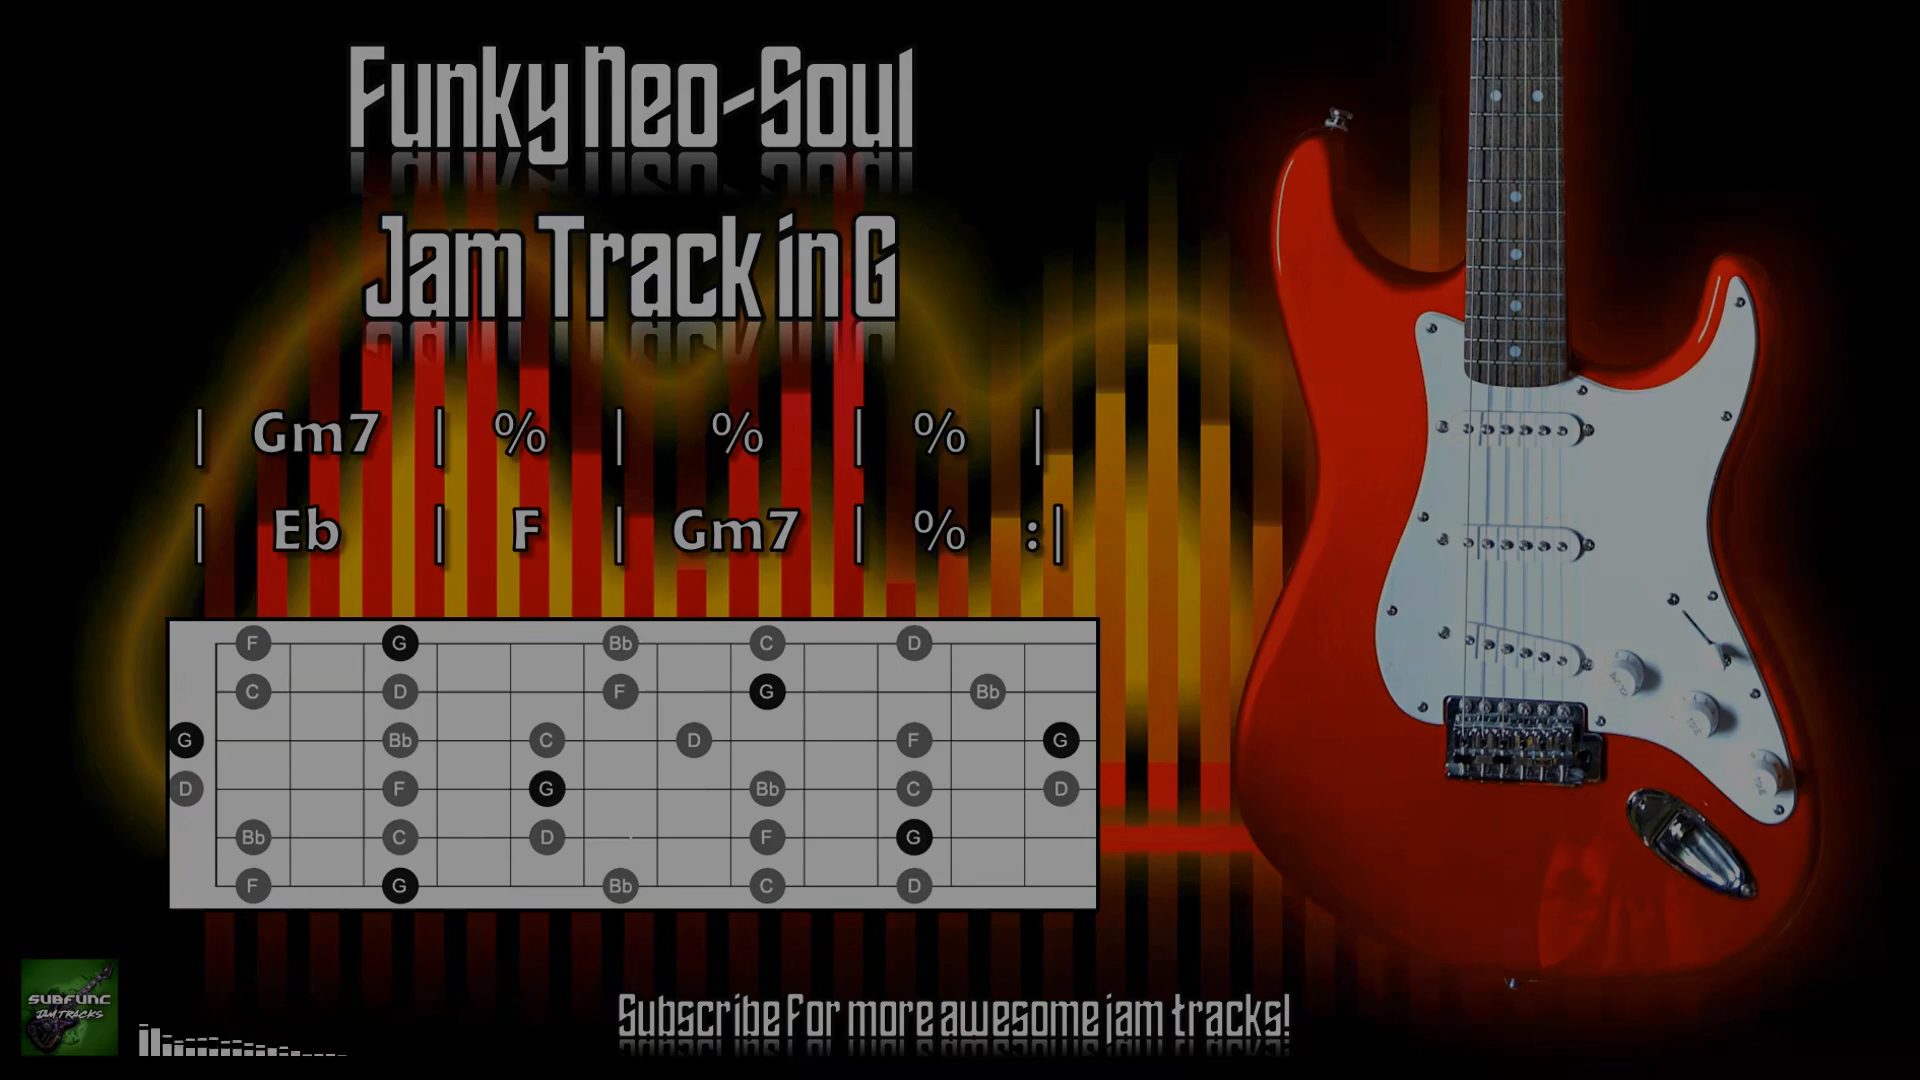 Funky Neo-Soul
Jam Track in G
| Gm7 | % | % | % |
| Eb | F | Gm7 | % :|
F G Bb C D
C D F G Bb
G Bb C D F G
D F G Bb C D
Bb C D F G
F G Bb C D
SUBFUNC
JAM TRACKS
Subscribe for more awesome jam tracks!